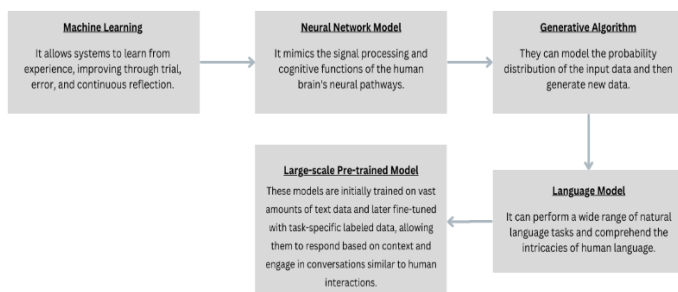 Machine Learning
It allows systems to learn from
experience, improving through trial,
error, and continuous reflection.
Neural Network Model
It mimics the signal processing and
cognitive functions of the human
brain's neural pathways.
Generative Algorithm
They can model the probability
distribution of the input data and then
generate new data.
Language Model
It can perform a wide range of natural
language tasks and comprehend the
intricacies of human language.
Large-scale Pre-trained Model
These models are initially trained on vast
amounts of text data and later fine-tuned
with task-specific labeled data, allowing
them to respond based on context and
engage in conversations similar to human
interactions.